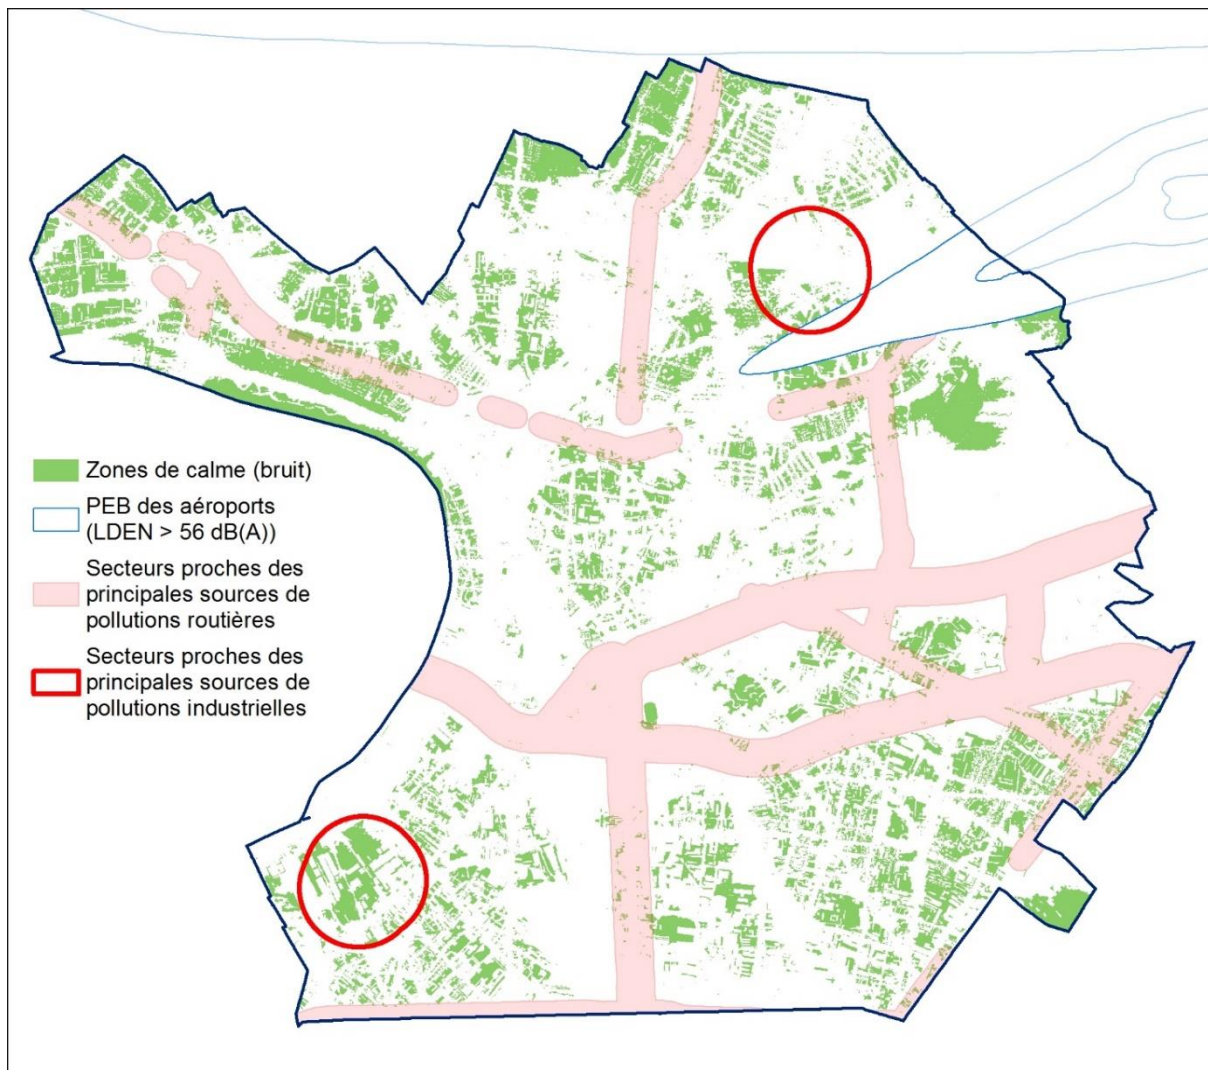 Zones de calme (bruit)
PEB des aéroports
(LDEN > 56 dB(A))
Secteurs proches des
principales sources de
pollutions routières
Secteurs proches des
principales sources de
pollutions industrielles